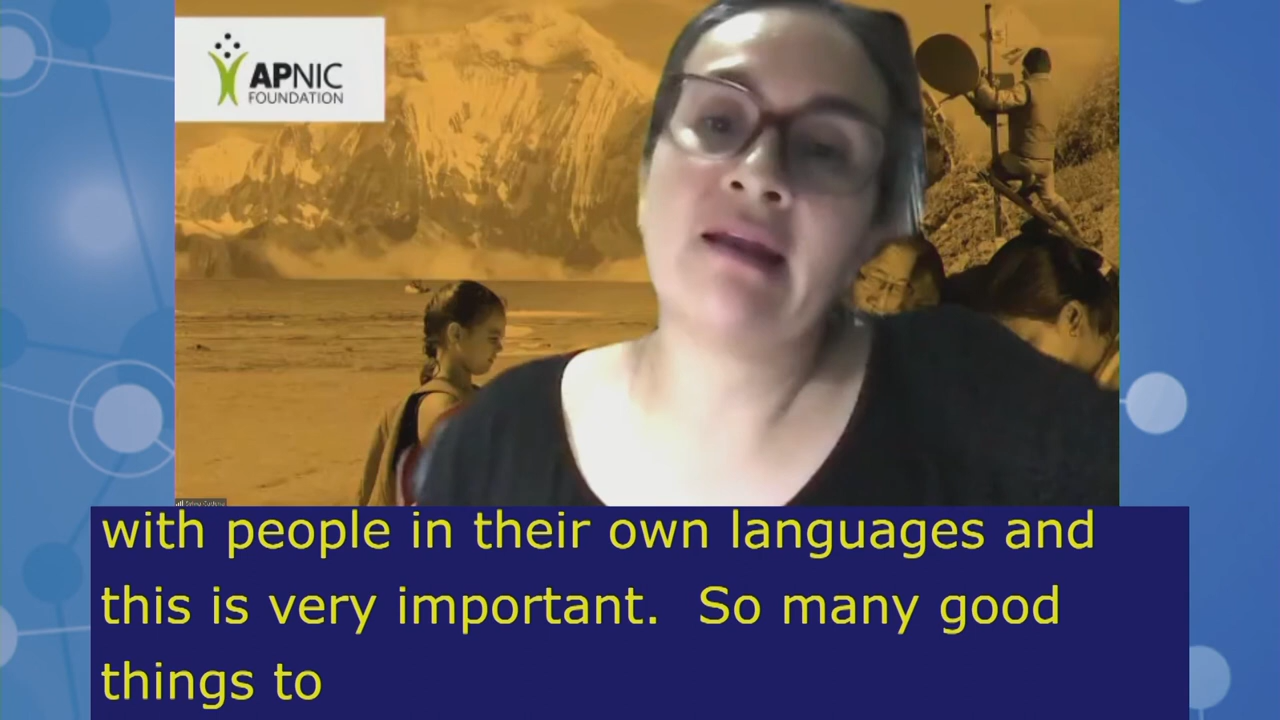 APNIC
FOUNDATION
with people in their own languages and
this is very important.  So many good
things to